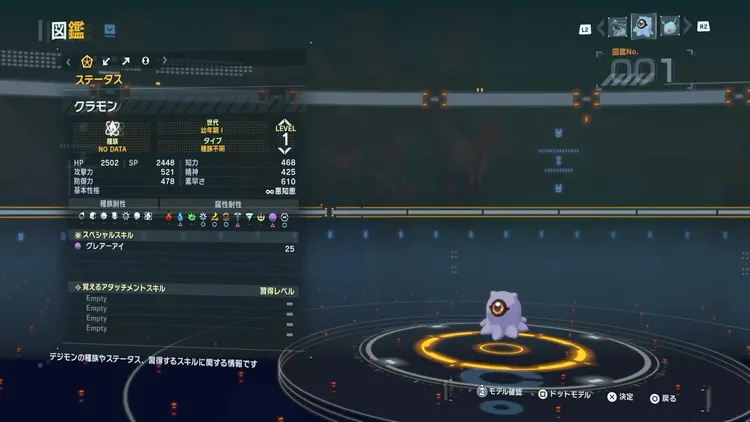 図鑑
L2
R2
図鑑No.
001
ステータス
クラモン
種族
NO DATA
世代
幼年期Ⅰ
タイプ
種族不明
LEVEL
1
HP 2502 SP 2448 知力 468
攻撃力 521 精神 425
防御力 478 素早さ 610
基本性格 悪知恵
種族耐性 属性耐性
スペシャルスキル
グレアーアイ 25
覚えるアタッチメントスキル 習得レベル
Empty
Empty
Empty
Empty
デジモンの種族やステータス、習得するスキルに関する情報です
R3 モデル確認 ドットモデル 決定 戻る